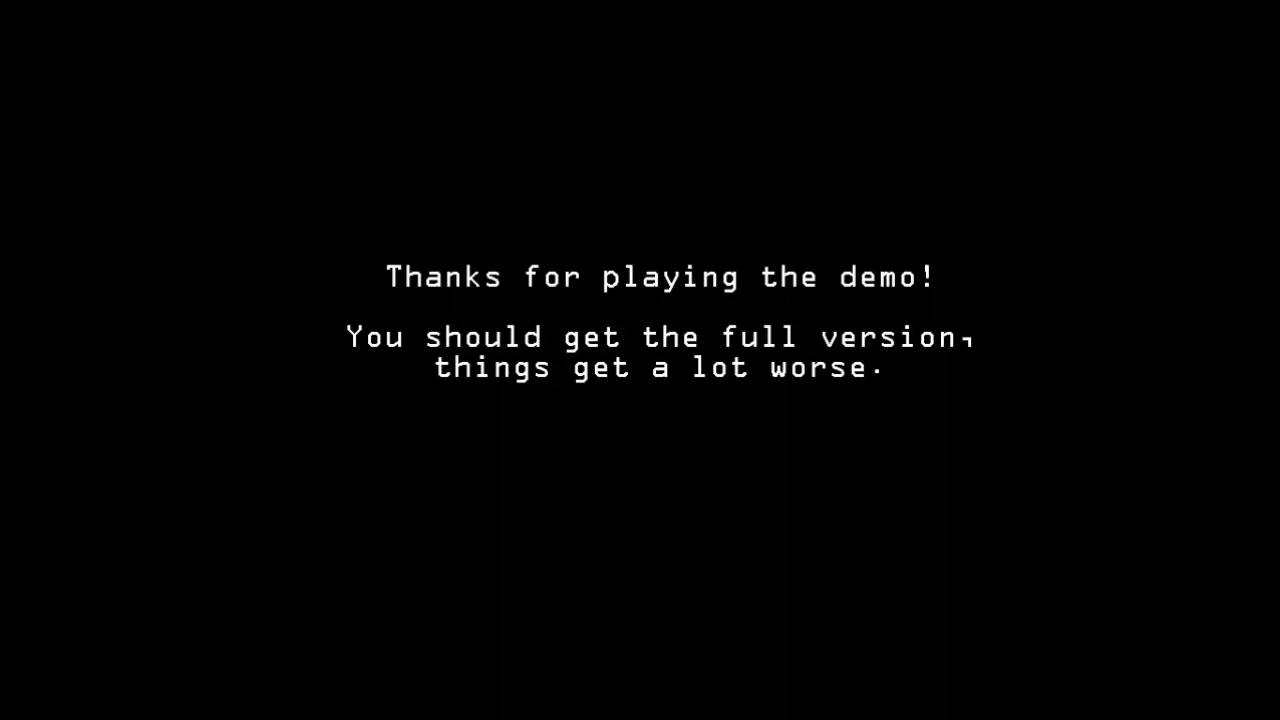 Thanks for playing the demo!
You should get the full version,
things get a lot worse.